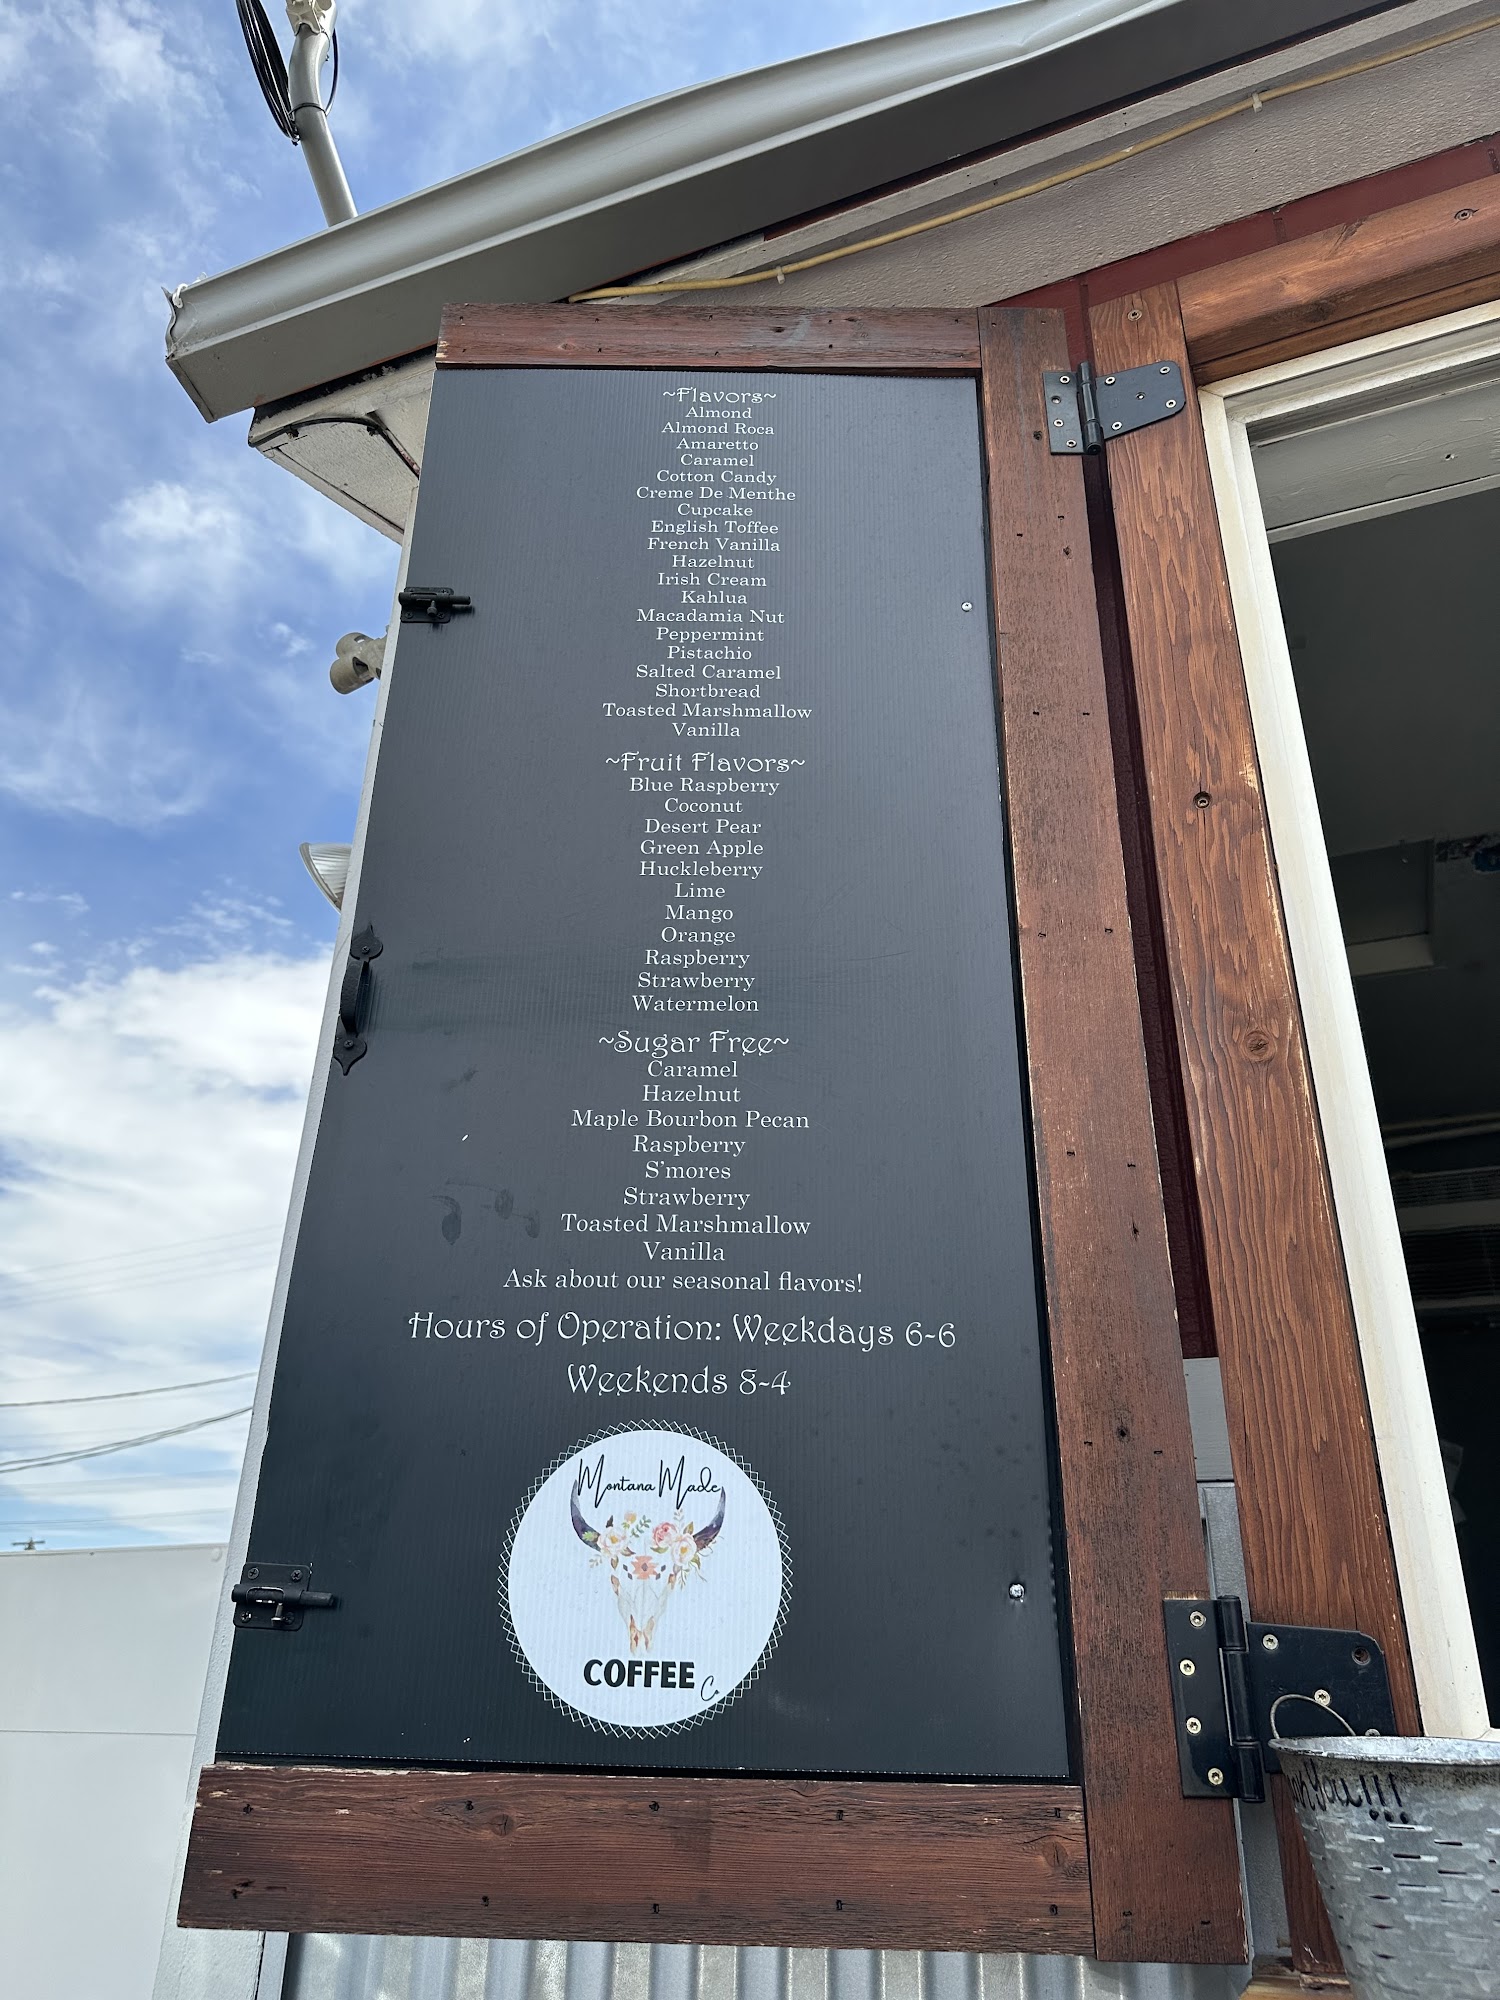 ~Flavors~
Almond
Almond Roca
Amaretto
Caramel
Cotton Candy
Creme De Menthe
Cupcake
English Toffee
French Vanilla
Hazelnut
Irish Cream
Kahlua
Macadamia Nut
Peppermint
Pistachio
Salted Caramel
Shortbread
Toasted Marshmallow
Vanilla
~Fruit Flavors~
Blue Raspberry
Coconut
Desert Pear
Green Apple
Huckleberry
Lime
Mango
Orange
Raspberry
Strawberry
Watermelon
~Sugar Free~
Caramel
Hazelnut
Maple Bourbon Pecan
Raspberry
S'mores
Strawberry
Toasted Marshmallow
Vanilla
Ask about our seasonal flavors!
Hours of Operation: Weekdays 6-6
Weekends 8-4
Montana Made
COFFEE Co
You!!!